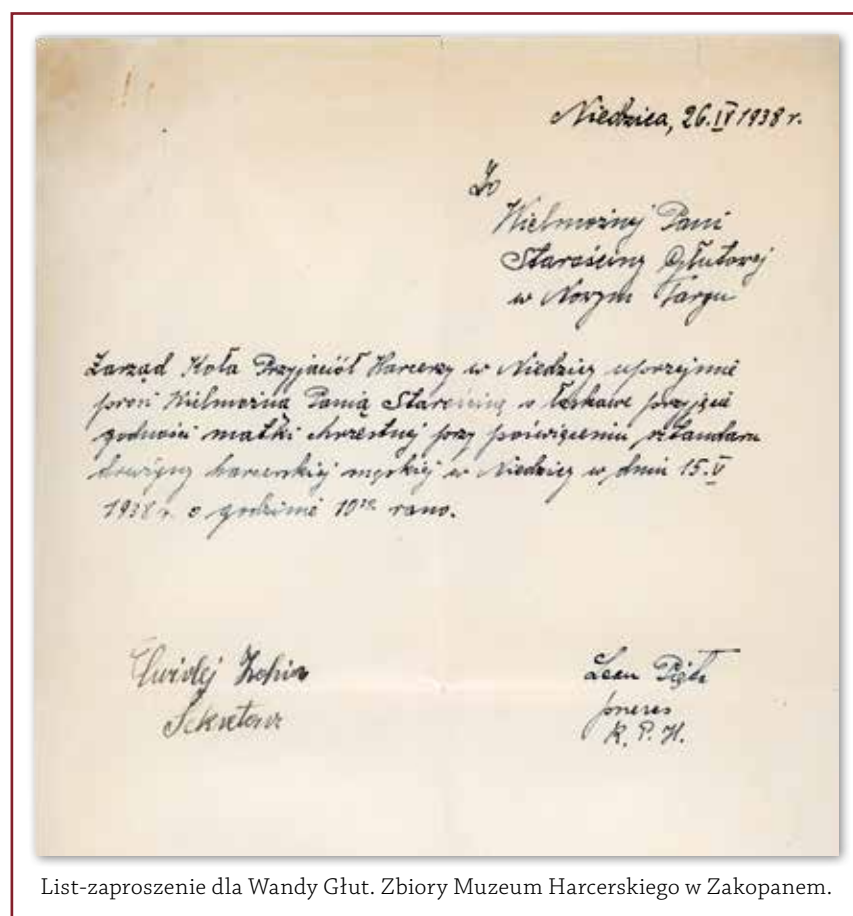 Niedzica, 26.IV 1938 r.
Do
Wielmożnej Pani
Starościny Głutowej
w Nowym Targu
Zarząd Koła Przyjaciół Harcerzy w Niedzicy uprzejmie
prosi Wielmożną Panią Starościnę o łaskawe przyjęcie
godności matki chrzestnej przy poświęceniu sztandaru
drużyny harcerskiej męskiej w Niedzicy w dniu 15.V
1938 r. o godzinie 10 rano.
Leon
Sekretarz
prezes
K. P. H.
List-zaproszenie dla Wandy Głut. Zbiory Muzeum Harcerskiego w Zakopanem.